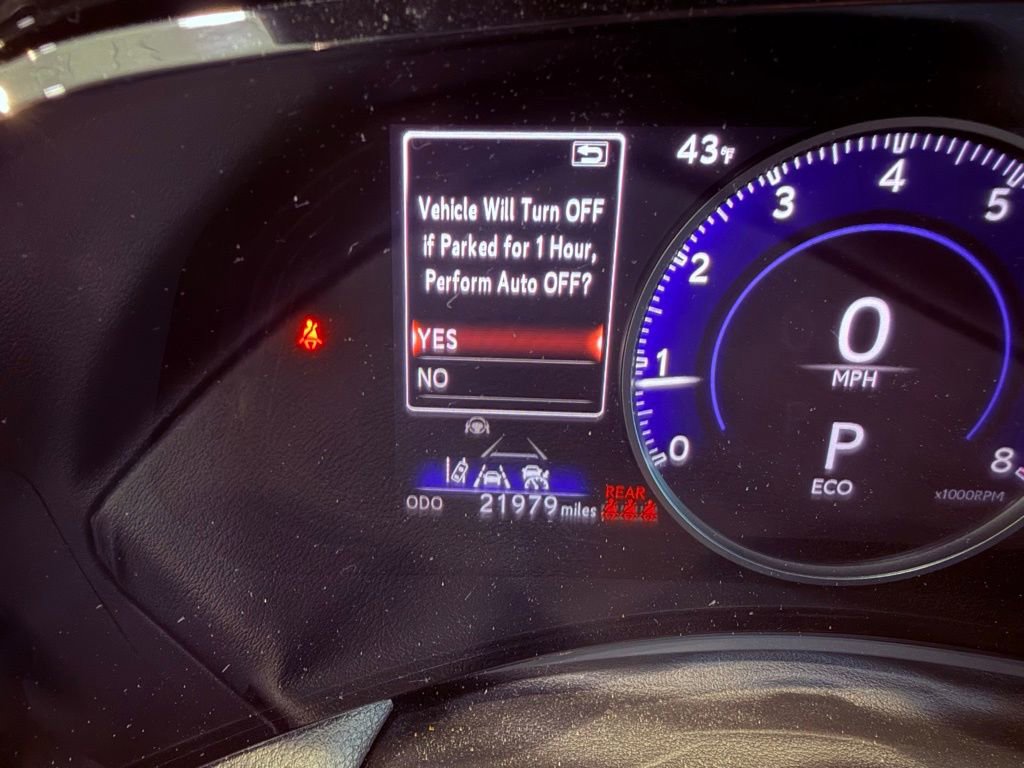 43°F
Vehicle Will Turn OFF
if Parked for 1 Hour,
Perform Auto OFF?
YES
NO
ODO 21979 miles
REAR
0
1
2
3
4
5
8
0
MPH
P
ECO
x1000RPM